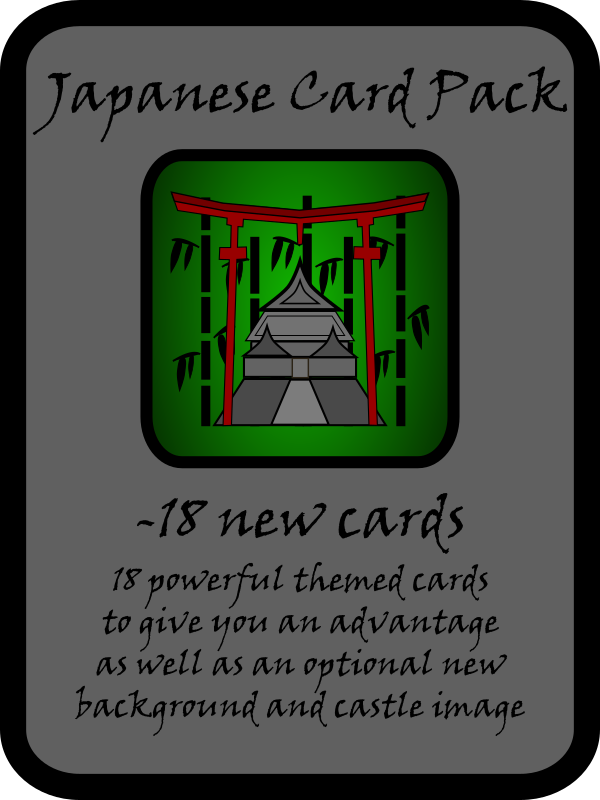 Japanese Card Pack
~18 new cards
18 powerful themed cards
to give you an advantage
as well as an optional new
background and castle image